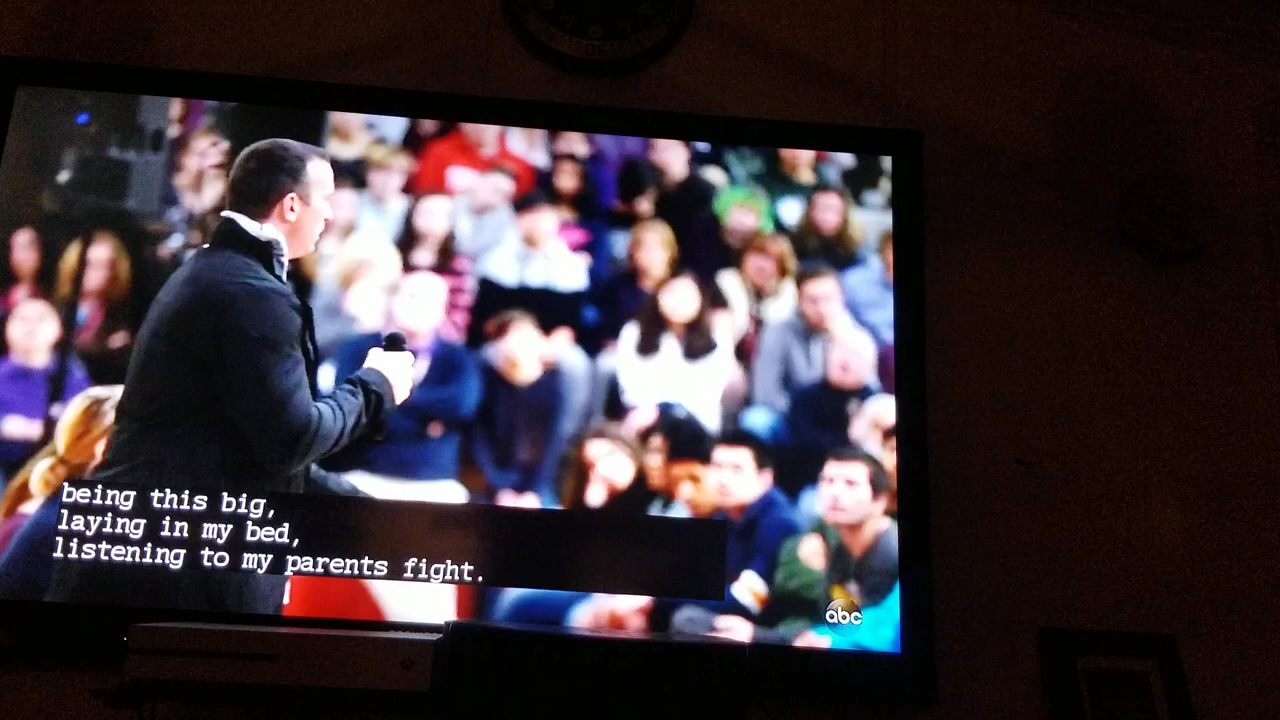 being this big,
laying in my bed,
listening to my parents fight.
abc